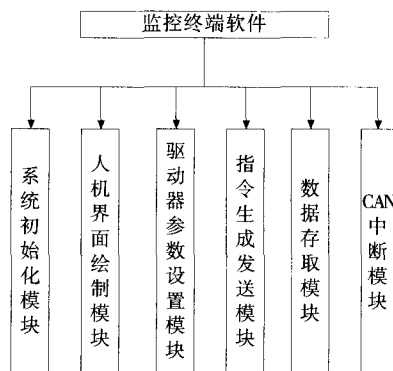 监控终端软件
系统初始化模块
人机界面绘制模块
驱动器参数设置模块
指令生成发送模块
数据存取模块
CAN中断模块